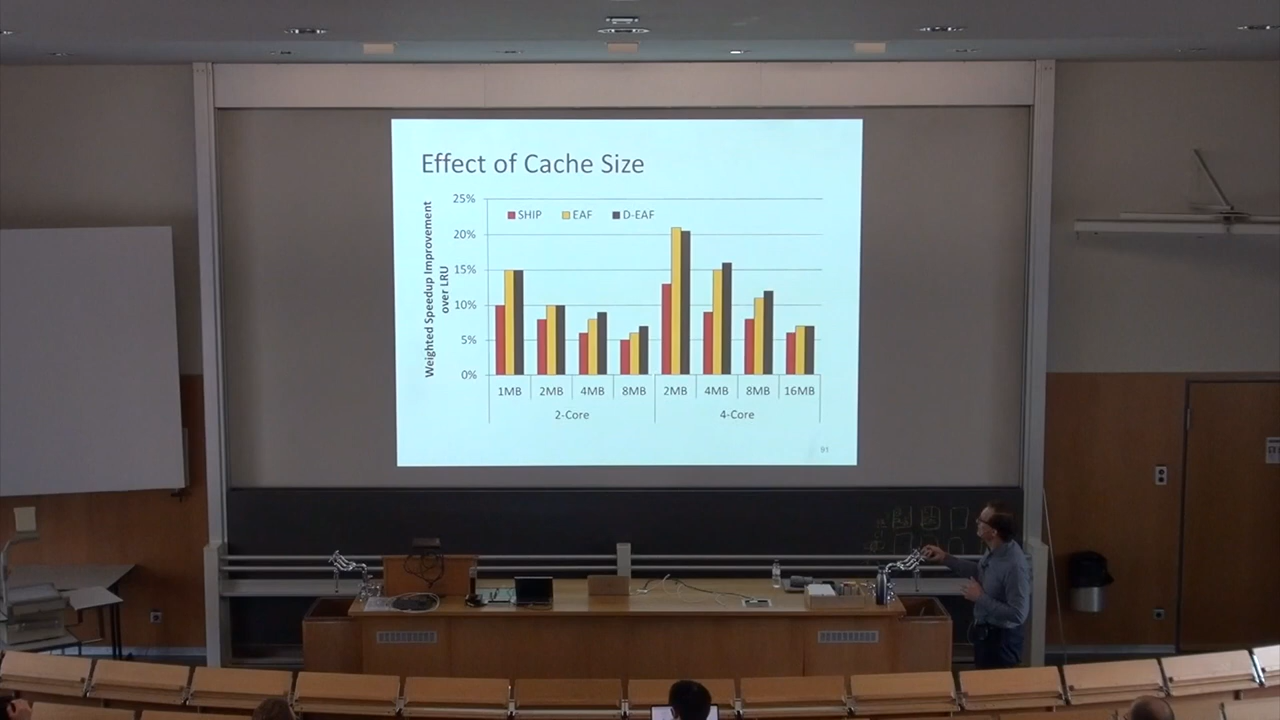 Effect of Cache Size
Weighted Speedup Improvement
over LRU
25%
20%
15%
10%
5%
0%
SHIP EAF D-EAF
1MB 2MB 4MB 8MB 2MB 4MB 8MB 16MB
2-Core 4-Core
91